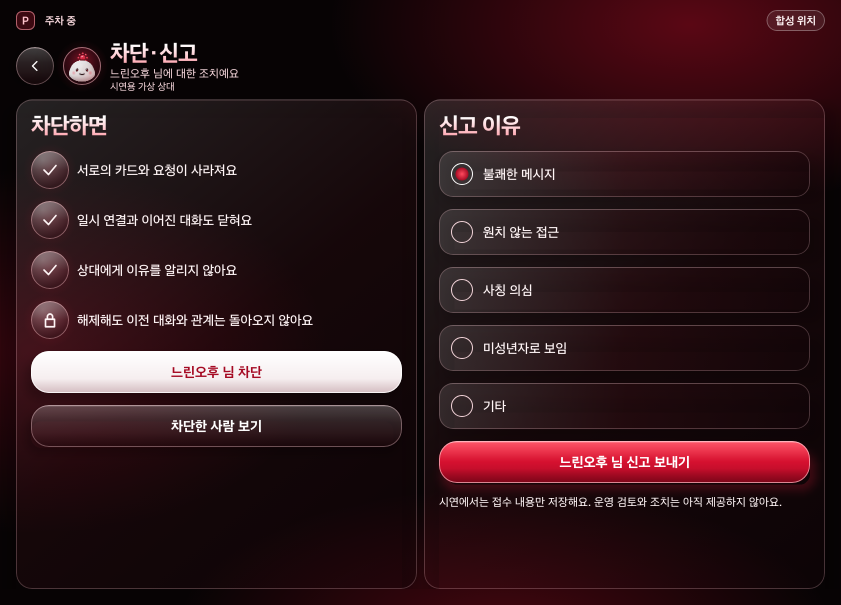 P 주차 중
합성 위치
차단·신고
느린오후 님에 대한 조치예요
시연용 가상 상대
차단하면
서로의 카드와 요청이 사라져요
일시 연결과 이어진 대화도 닫혀요
상대에게 이유를 알리지 않아요
해제해도 이전 대화와 관계는 돌아오지 않아요
느린오후 님 차단
차단한 사람 보기
신고 이유
불쾌한 메시지
원치 않는 접근
사칭 의심
미성년자로 보임
기타
느린오후 님 신고 보내기
시연에서는 접수 내용만 저장해요. 운영 검토와 조치는 아직 제공하지 않아요.